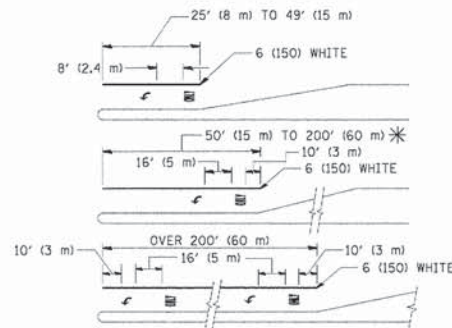 25' (8 m) TO 49' (15 m)
8' (2.4 m)
6 (150) WHITE
50' (15 m) TO 200' (60 m) *
16' (5 m)
10' (3 m)
6 (150) WHITE
OVER 200' (60 m)
10' (3 m)
16' (5 m)
10' (3 m)
6 (150) WHITE